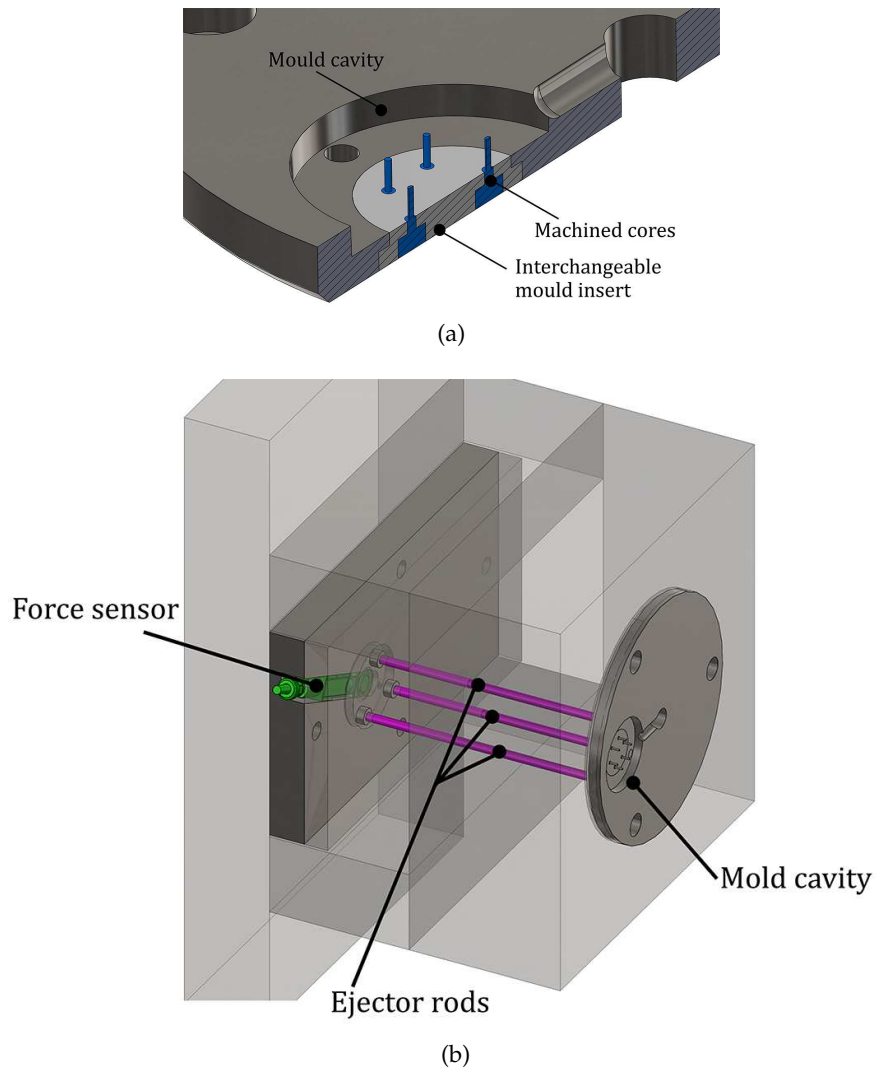 Mould cavity
Machined cores
Interchangeable
mould insert
(a)
Force sensor
Mold cavity
Ejector rods
(b)